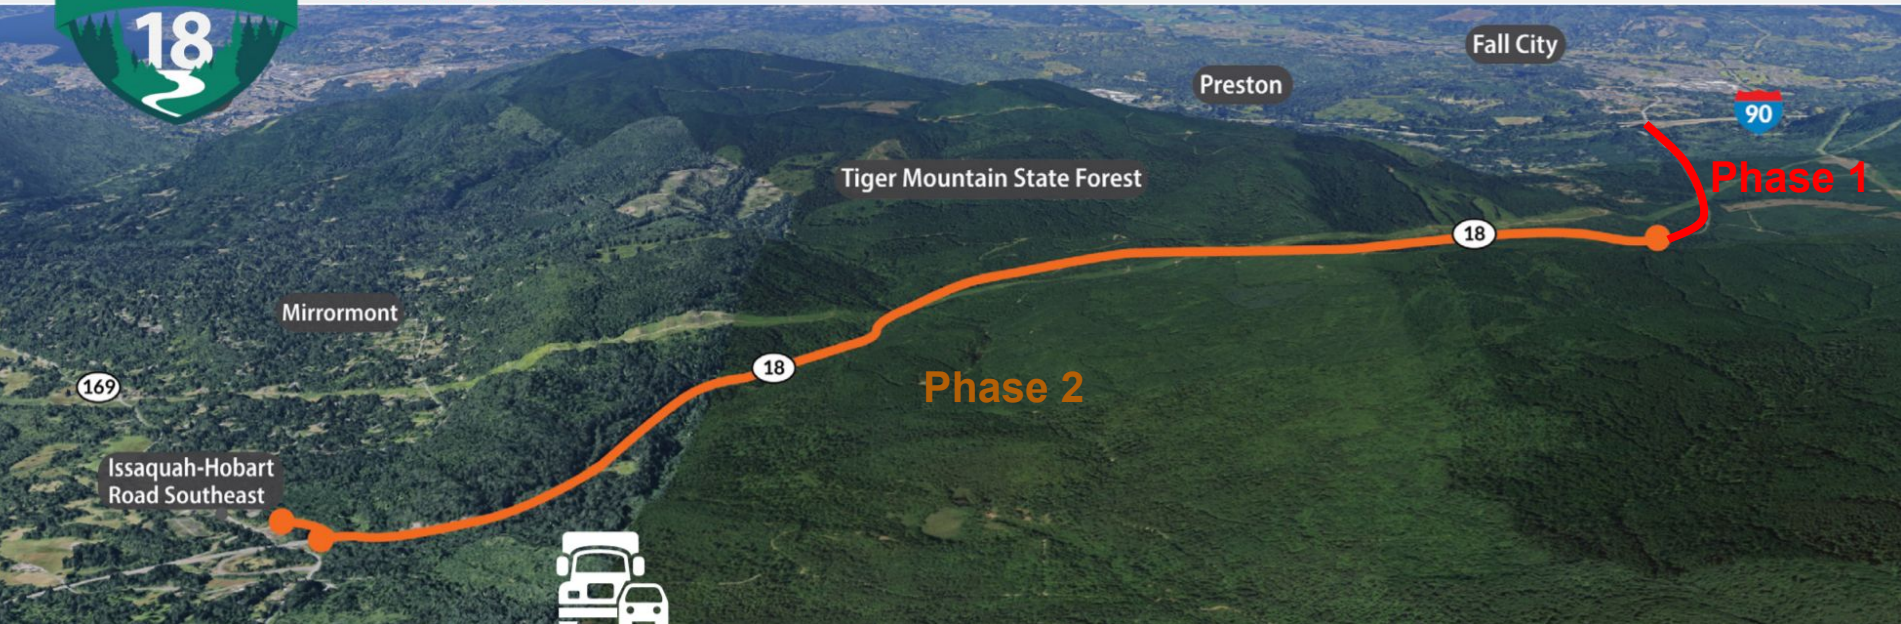 18
Fall City
Preston
90
Phase 1
Tiger Mountain State Forest
18
Mirrormont
18
169
Phase 2
Issaquah-Hobart
Road Southeast